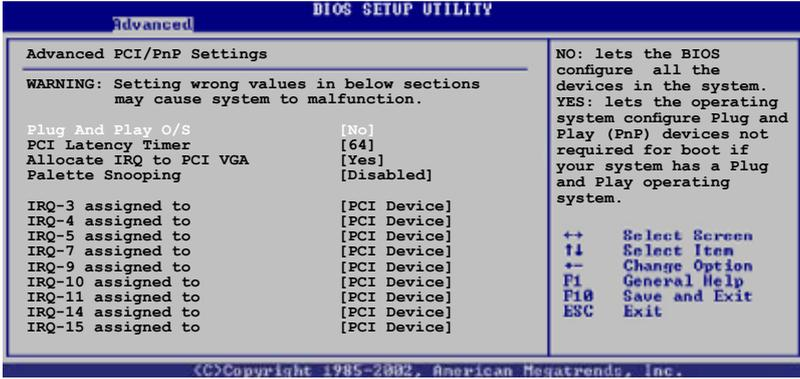 BIOS SETUP UTILITY
Advanced
Advanced PCI/PnP Settings
WARNING: Setting wrong values in below sections
may cause system to malfunction.
Plug And Play O/S [No]
PCI Latency Timer [64]
Allocate IRQ to PCI VGA [Yes]
Palette Snooping [Disabled]
IRQ-3 assigned to [PCI Device]
IRQ-4 assigned to [PCI Device]
IRQ-5 assigned to [PCI Device]
IRQ-7 assigned to [PCI Device]
IRQ-9 assigned to [PCI Device]
IRQ-10 assigned to [PCI Device]
IRQ-11 assigned to [PCI Device]
IRQ-14 assigned to [PCI Device]
IRQ-15 assigned to [PCI Device]
NO: lets the BIOS
configure all the
devices in the system.
YES: lets the operating
system configure Plug and
Play (PnP) devices not
required for boot if
your system has a Plug
and Play operating
system.
↔ Select Screen
↑↓ Select Item
+- Change Option
F1 General Help
F10 Save and Exit
ESC Exit
(C)Copyright 1985-2002, American Megatrends, Inc.